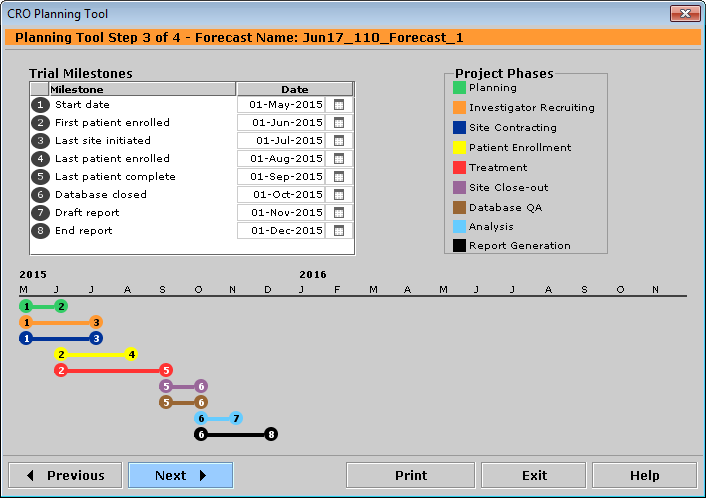 CRO Planning Tool
Planning Tool Step 3 of 4 - Forecast Name: Jun17_110_Forecast_1
Trial Milestones
Milestone Date
1 Start date 01-May-2015
2 First patient enrolled 01-Jun-2015
3 Last site initiated 01-Jul-2015
4 Last patient enrolled 01-Aug-2015
5 Last patient complete 01-Sep-2015
6 Database closed 01-Oct-2015
7 Draft report 01-Nov-2015
8 End report 01-Dec-2015
Project Phases
Planning
Investigator Recruiting
Site Contracting
Patient Enrollment
Treatment
Site Close-out
Database QA
Analysis
Report Generation
2015 2016
M J J A S O N D J F M A M J J A S O N
1 2
1 3
1 3
2 4
2 5
5 6
5 6
6 7
6 8
Previous Next Print Exit Help